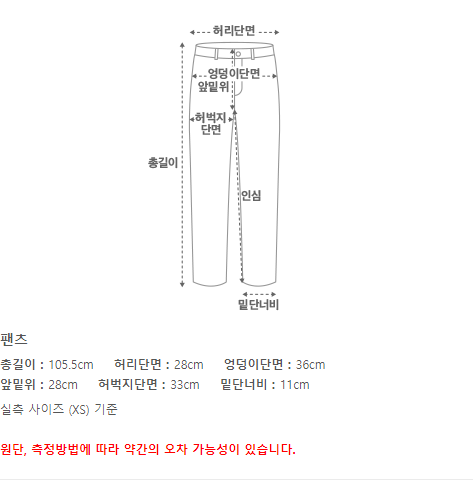 허리단면
엉덩이단면
앞밑위
허벅지
단면
총길이
인심
밑단너비
팬츠
총길이 : 105.5cm 허리단면 : 28cm 엉덩이단면 : 36cm
앞밑위 : 28cm 허벅지단면 : 33cm 밑단너비 : 11cm
실측 사이즈 (XS) 기준
원단, 측정방법에 따라 약간의 오차 가능성이 있습니다.